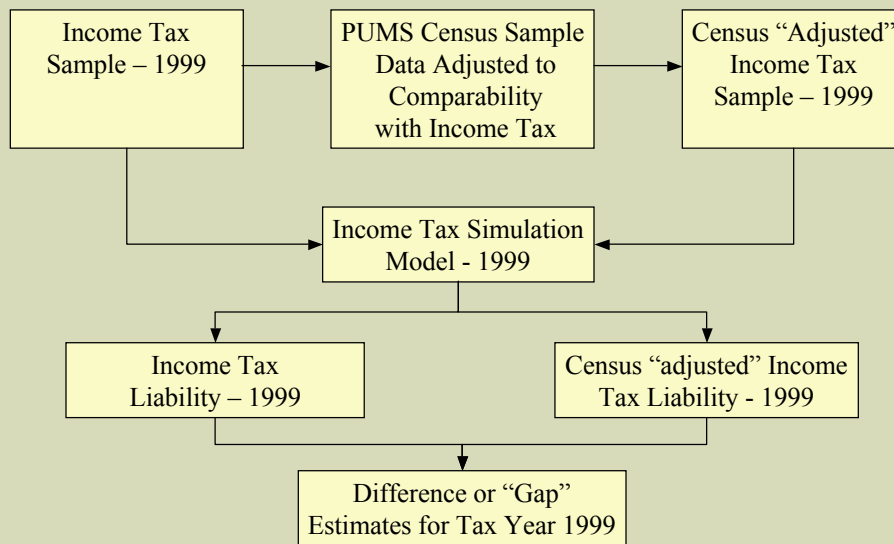 Income Tax
Sample – 1999
PUMS Census Sample
Data Adjusted to
Comparability
with Income Tax
Census “Adjusted”
Income Tax
Sample – 1999
Income Tax Simulation
Model - 1999
Income Tax
Liability – 1999
Census “adjusted” Income
Tax Liability - 1999
Difference or “Gap”
Estimates for Tax Year 1999